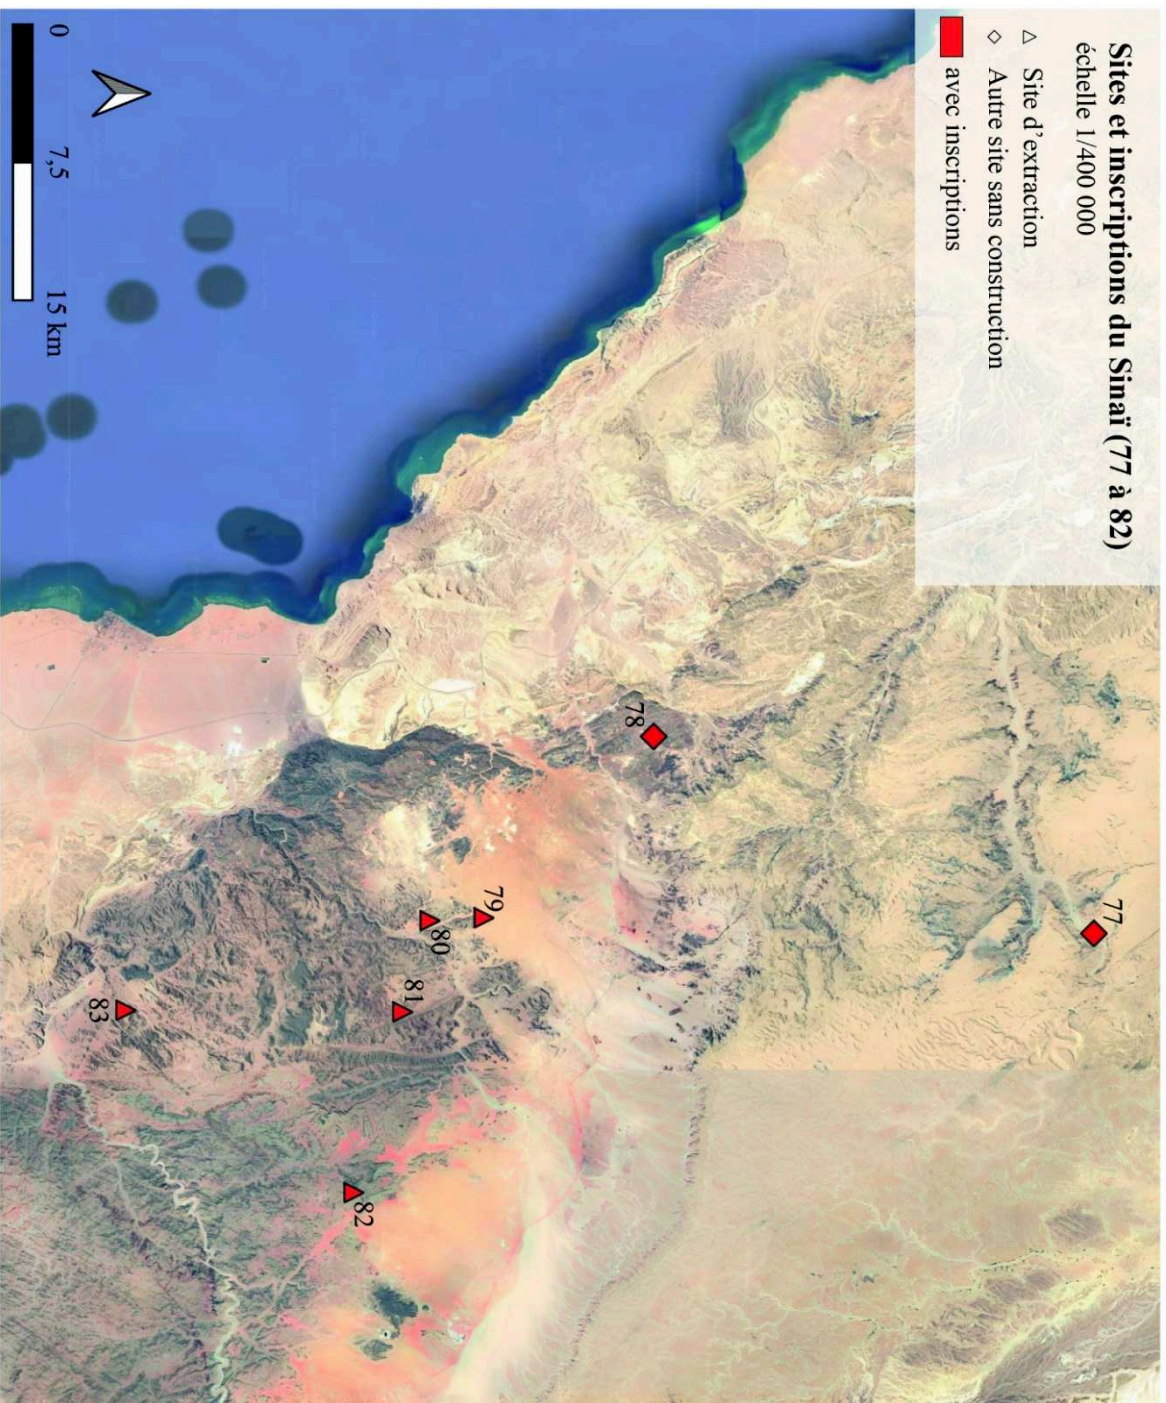 Sites et inscriptions du Sinaï (77 à 82)
échelle 1/400 000
Site d'extraction
Autre site sans construction
avec inscriptions
77
78
79
80
81
82
83
0 7,5 15 km